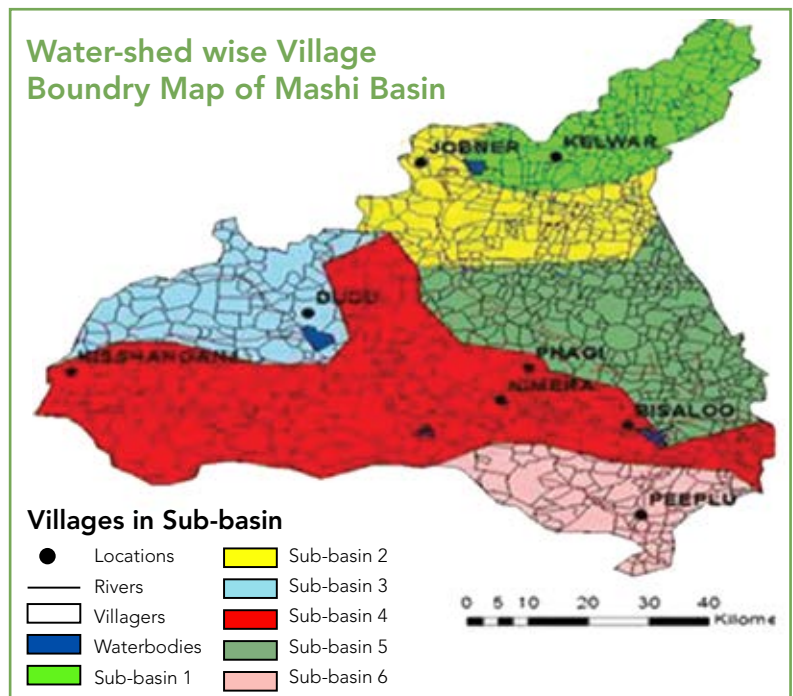 Water-shed wise Village
Boundry Map of Mashi Basin
JOBNER
KELWAR
DUDU
PHAGI
NIMERA
BISALOO
PEEPLU
Villages in Sub-basin
Locations
Rivers
Villagers
Waterbodies
Sub-basin 1
Sub-basin 2
Sub-basin 3
Sub-basin 4
Sub-basin 5
Sub-basin 6
0 5 10 20 30 40
Kilome